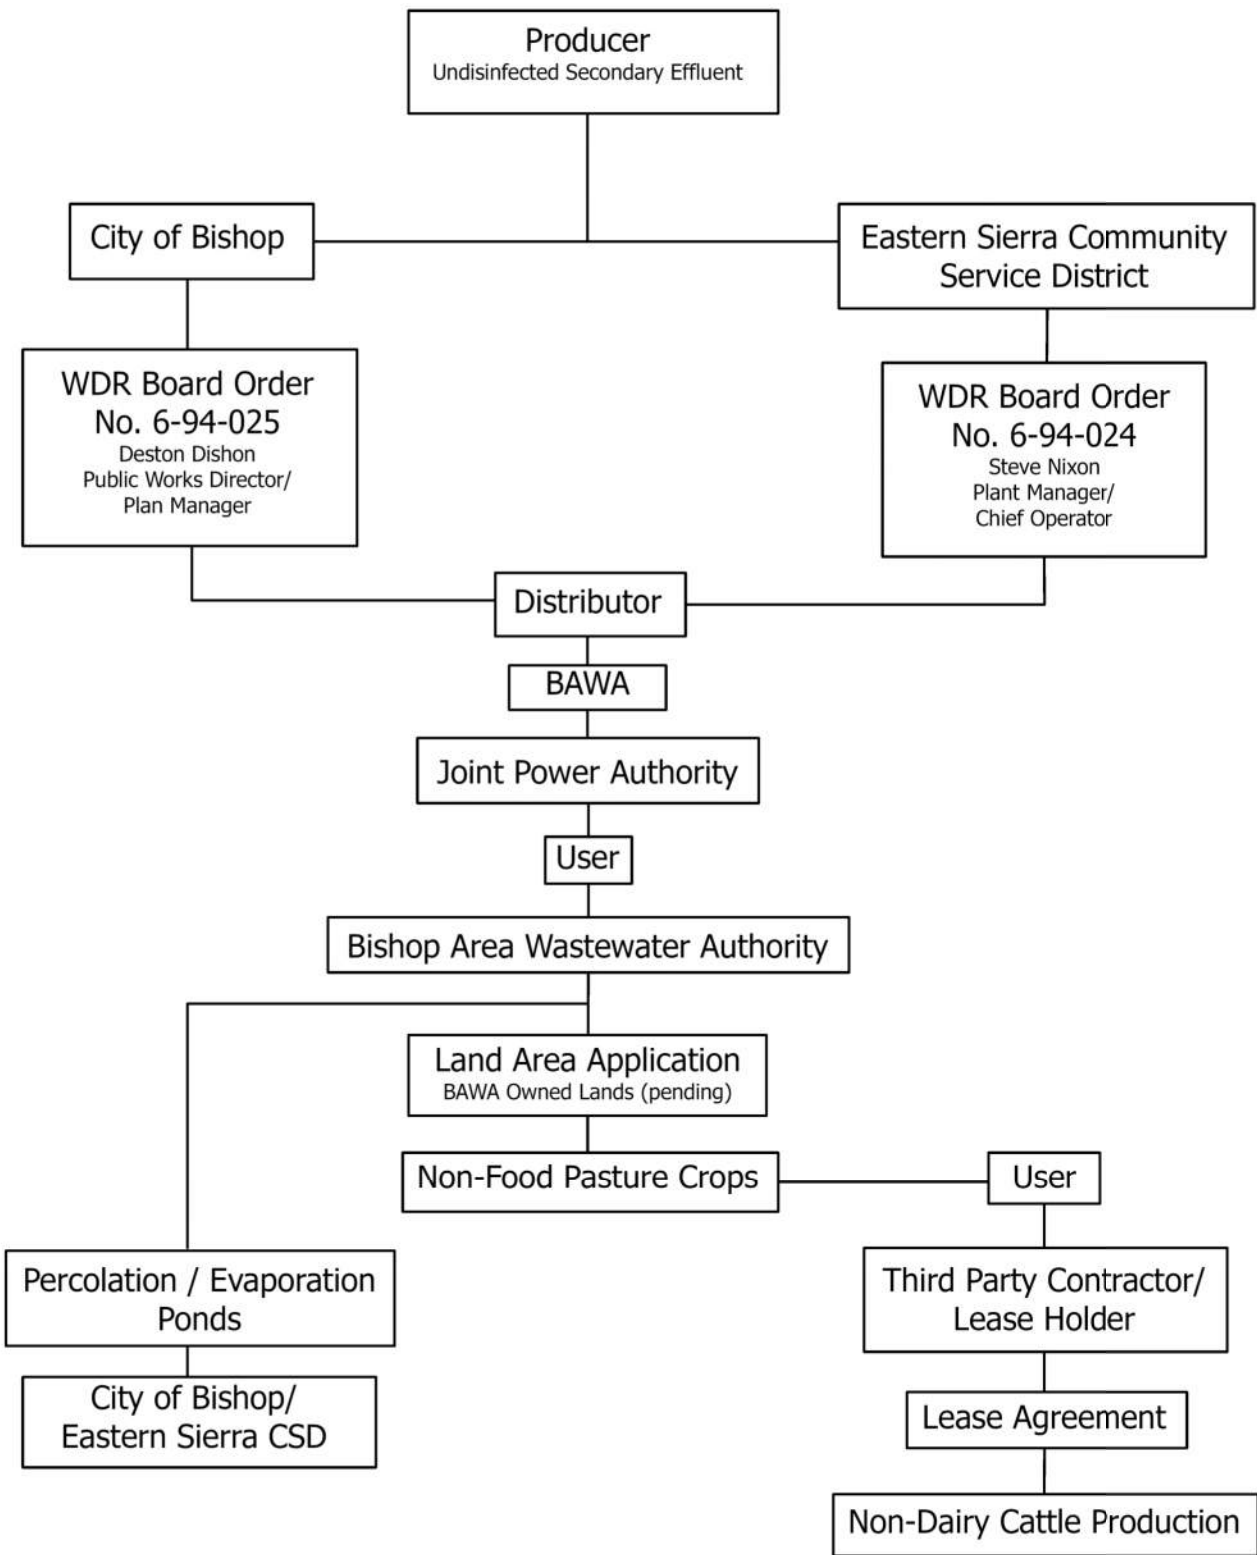 Producer
Undisinfected Secondary Effluent
City of Bishop
Eastern Sierra Community
Service District
WDR Board Order
No. 6-94-025
Deston Dishon
Public Works Director/
Plan Manager
WDR Board Order
No. 6-94-024
Steve Nixon
Plant Manager/
Chief Operator
Distributor
BAWA
Joint Power Authority
User
Bishop Area Wastewater Authority
Land Area Application
BAWA Owned Lands (pending)
Non-Food Pasture Crops
User
Percolation / Evaporation
Ponds
Third Party Contractor/
Lease Holder
City of Bishop/
Eastern Sierra CSD
Lease Agreement
Non-Dairy Cattle Production